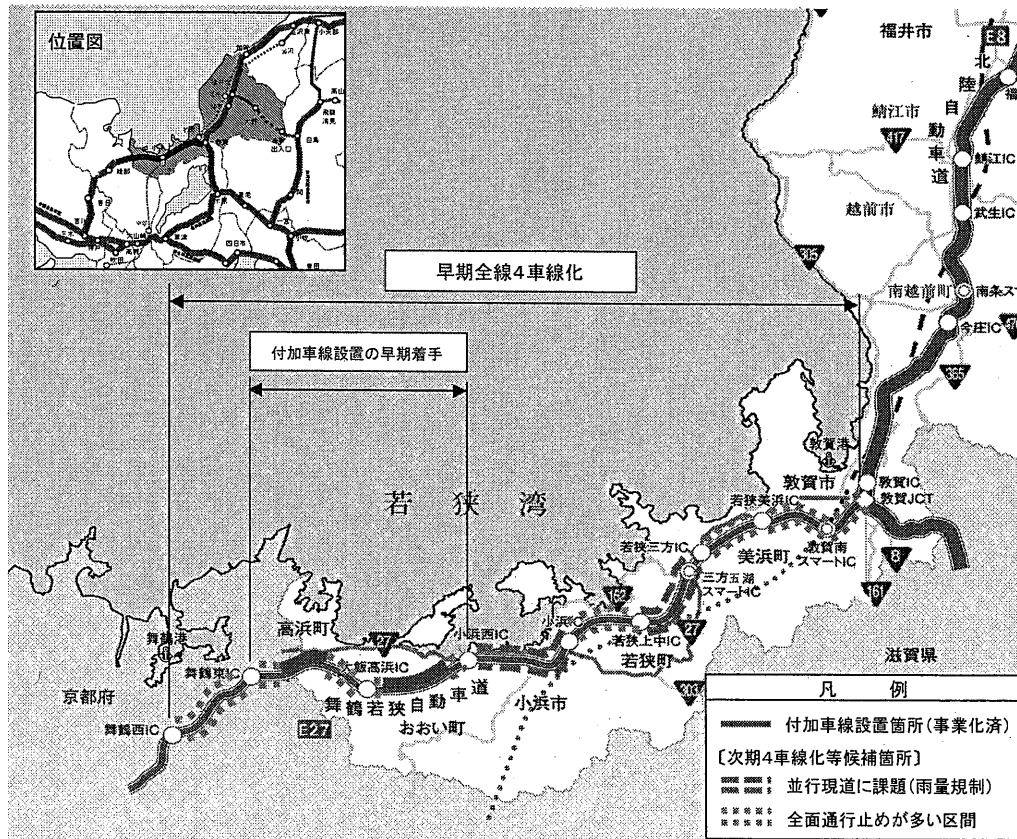 位置図
早期全線4車線化
付加車線設置の早期着手
福井市
E8
北陸自動車道
鯖江市
417
鯖江IC
武生IC
越前市
305
南越前町
南条ス
今庄IC
365
敦賀港
敦賀市
敦賀IC
敦賀JCT
若狭美浜IC
若狭湾
若狭三方IC
美浜町
敦賀南
スマートIC
8
三方五湖
スマートIC
161
162
小浜IC
27
高浜町
小浜西IC
若狭上中IC
若狭町
舞鶴港
27
滋賀県
舞鶴東IC
大飯高浜IC
303
京都府
舞鶴若狭自動車道
小浜市
おおい町
舞鶴西IC
E27
凡 例
付加車線設置箇所(事業化済)
〔次期4車線化等候補箇所〕
並行現道に課題(雨量規制)
全面通行止めが多い区間